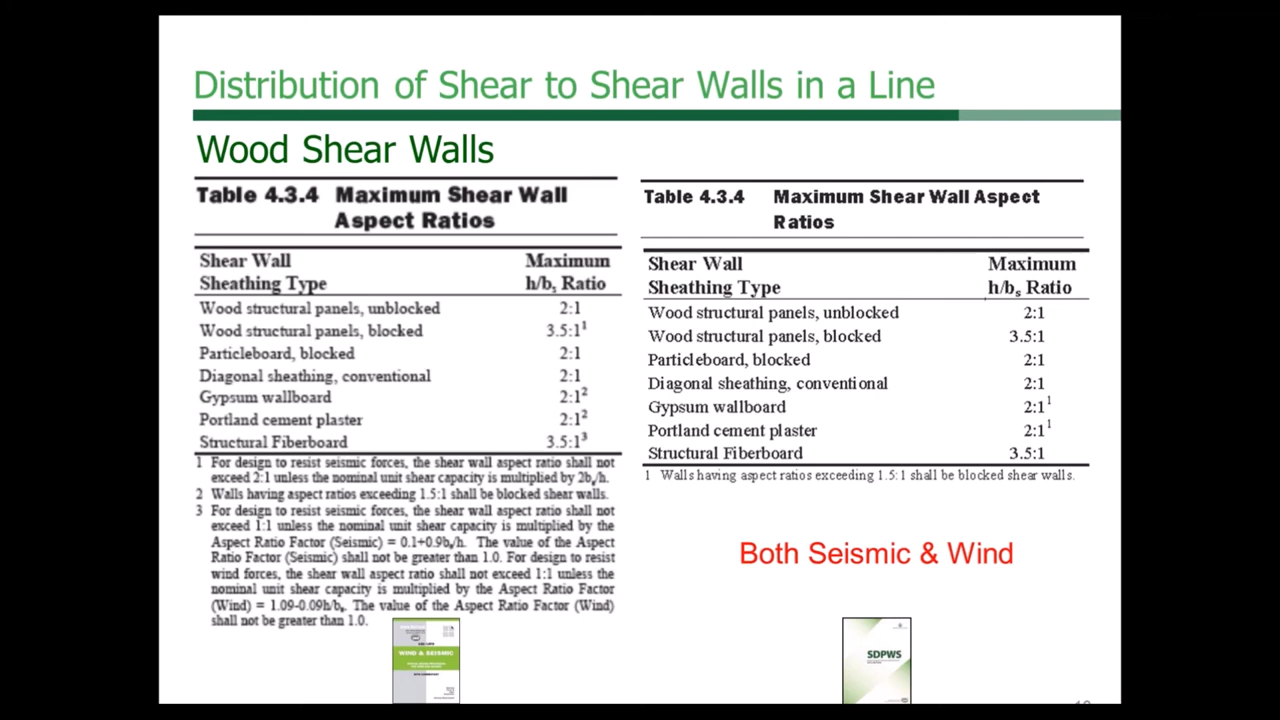 Distribution of Shear to Shear Walls in a Line
Wood Shear Walls
Table 4.3.4 Maximum Shear Wall
Aspect Ratios
Shear Wall Maximum
Sheathing Type h/bₛ Ratio
Wood structural panels, unblocked 2:1
Wood structural panels, blocked 3.5:1¹
Particleboard, blocked 2:1
Diagonal sheathing, conventional 2:1
Gypsum wallboard 2:1²
Portland cement plaster 2:1²
Structural Fiberboard 3.5:1³
1 For design to resist seismic forces, the shear wall aspect ratio shall not
exceed 2:1 unless the nominal unit shear capacity is multiplied by 2bₛ/h.
2 Walls having aspect ratios exceeding 1.5:1 shall be blocked shear walls.
3 For design to resist seismic forces, the shear wall aspect ratio shall not
exceed 1:1 unless the nominal unit shear capacity is multiplied by the
Aspect Ratio Factor (Seismic) = 0.1+0.9bₛ/h. The value of the Aspect
Ratio Factor (Seismic) shall not be greater than 1.0. For design to resist
wind forces, the shear wall aspect ratio shall not exceed 1:1 unless the
nominal unit shear capacity is multiplied by the Aspect Ratio Factor
(Wind) = 1.09-0.09h/bₛ. The value of the Aspect Ratio Factor (Wind)
shall not be greater than 1.0.
WIND & SEISMIC
Table 4.3.4 Maximum Shear Wall Aspect
Ratios
Shear Wall Maximum
Sheathing Type h/bₛ Ratio
Wood structural panels, unblocked 2:1
Wood structural panels, blocked 3.5:1
Particleboard, blocked 2:1
Diagonal sheathing, conventional 2:1
Gypsum wallboard 2:1¹
Portland cement plaster 2:1¹
Structural Fiberboard 3.5:1
1 Walls having aspect ratios exceeding 1.5:1 shall be blocked shear walls.
Both Seismic & Wind
SDPWS